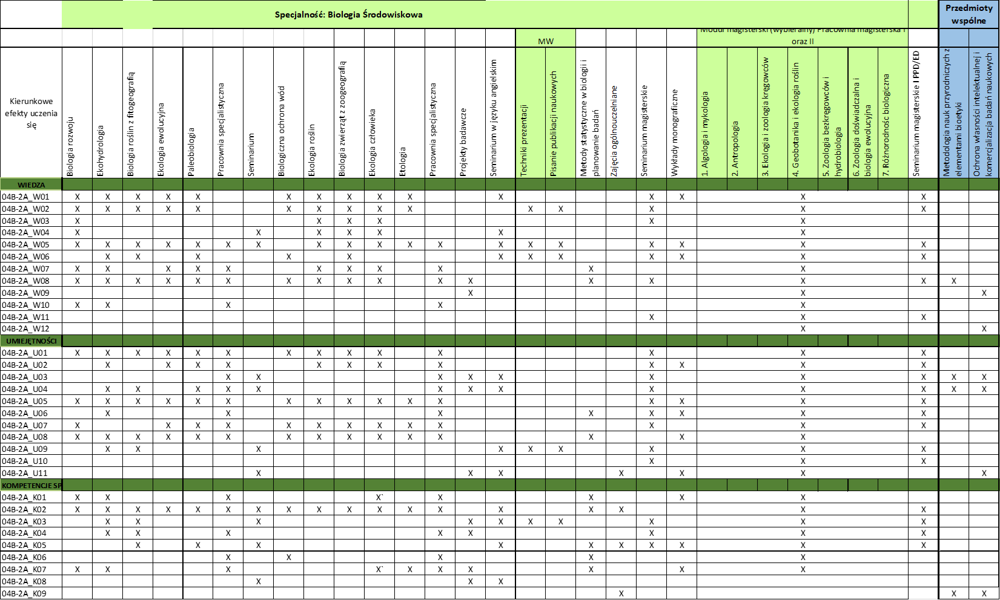 Specjalność: Biologia Środowiskowa
Przedmioty
wspólne
MW
Moduł magisterski (wybieralny) Pracownia magisterska I
oraz II
Kierunkowe
efekty uczenia
się
Biologia rozwoju
Ekohydrologia
Biologia roślin z fitogeografią
Ekologia ewolucyjna
Paleobiologia
Pracownia specjalistyczna
Seminarium
Biologiczna ochrona wód
Ekologia roślin
Biologia zwierząt z zoogeografią
Ekologia człowieka
Etologia
Pracownia specjalistyczna
Projekty badawcze
Seminarium w języku angielskim
Techniki prezentacji
Pisanie publikacji naukowych
Metody statystyczne w biologii i
planowanie badań
Zajęcia ogólnouczelniane
Seminarium magisterskie
Wykłady monograficzne
1. Algologia i mykologia
2. Antropologia
3. Ekologia i zoologia kręgowców
4. Geobotanika i ekologia roślin
5. Zoologia bezkręgowców i
hydrobiologia
6. Zoologia doświadczalna i
biologia ewolucyjna
7. Różnorodnośc biologiczna
Seminarium magisterskie I PPD/ED
Metodologia nauk przyrodniczych z
elementami bioetyki
Ochrona własności intelektualnej i
komercjalizacja badań naukowych
WIEDZA
04B-2A_W01 X X X X X X X X X X X X X X X
04B-2A_W02 X X X X X X X X X X X X X X X
04B-2A_W03 X X X X X X
04B-2A_W04 X X X X X X X
04B-2A_W05 X X X X X X X X X X X X X X X X X X X
04B-2A_W06 X X X X X X X X X X X X
04B-2A_W07 X X X X X X X X X X X
04B-2A_W08 X X X X X X X X X X X X X X X X X
04B-2A_W09 X X X
04B-2A_W10 X X X X X
04B-2A_W11 X X X
04B-2A_W12 X X
UMIEJĘTNOŚCI
04B-2A_U01 X X X X X X X X X X X X X X
04B-2A_U02 X X X X X X X X X X X X
04B-2A_U03 X X X X X X X X X X
04B-2A_U04 X X X X X X X X X X X X X
04B-2A_U05 X X X X X X X X X X X X X X X X
04B-2A_U06 X X X X X X X X
04B-2A_U07 X X X X X X X X X X X X X
04B-2A_U08 X X X X X X X X X X X X X X X
04B-2A_U09 X X X X X X X X X
04B-2A_U10 X X X
04B-2A_U11 X X X X X X X
04B-2A_K01 X X X X` X X X X
KOMPETENCJE SP
04B-2A_K02 X X X X X X X X X X X X X X X X X
04B-2A_K03 X X X X X X X X X X
04B-2A_K04 X X X X X X X X
04B-2A_K05 X X X X X X X X X X
04B-2A_K06 X X X X X
04B-2A_K07 X X X X` X X X X X X
04B-2A_K08 X X X
04B-2A_K09 X X X